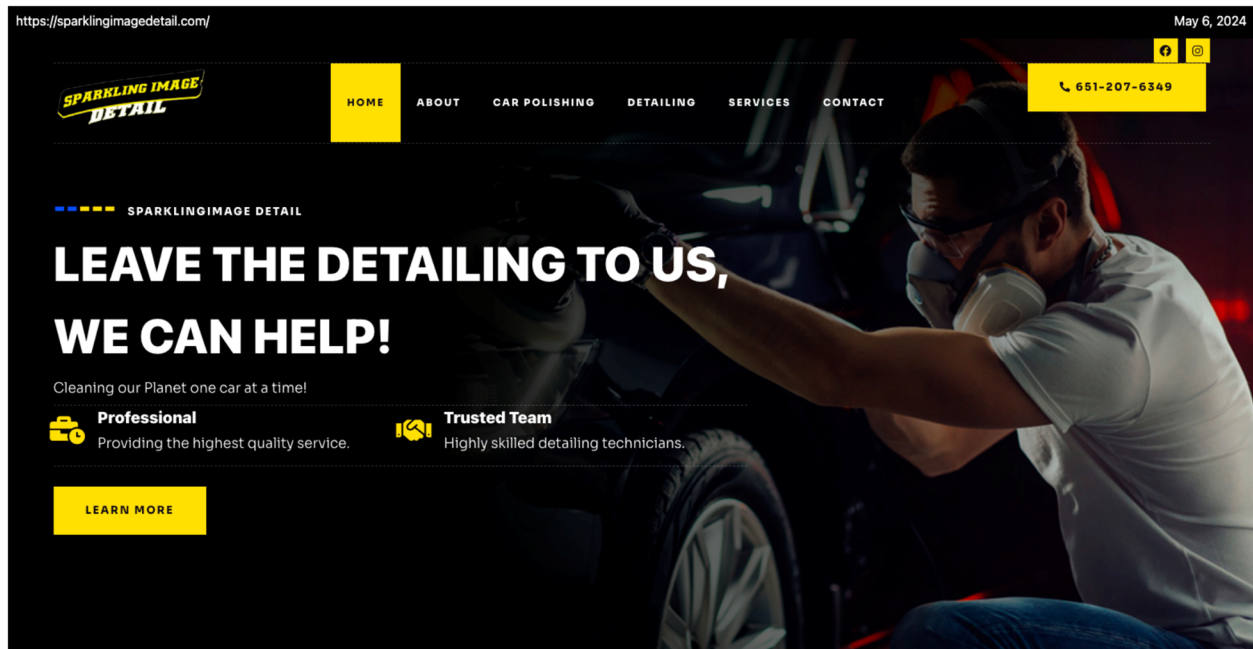 https://sparklingimagedetail.com/
May 6, 2024
SPARKLING IMAGE
DETAIL
HOME
ABOUT
CAR POLISHING
DETAILING
SERVICES
CONTACT
651-207-6349
SPARKLINGIMAGE DETAIL
LEAVE THE DETAILING TO US,
WE CAN HELP!
Cleaning our Planet one car at a time!
Professional
Providing the highest quality service.
Trusted Team
Highly skilled detailing technicians.
LEARN MORE